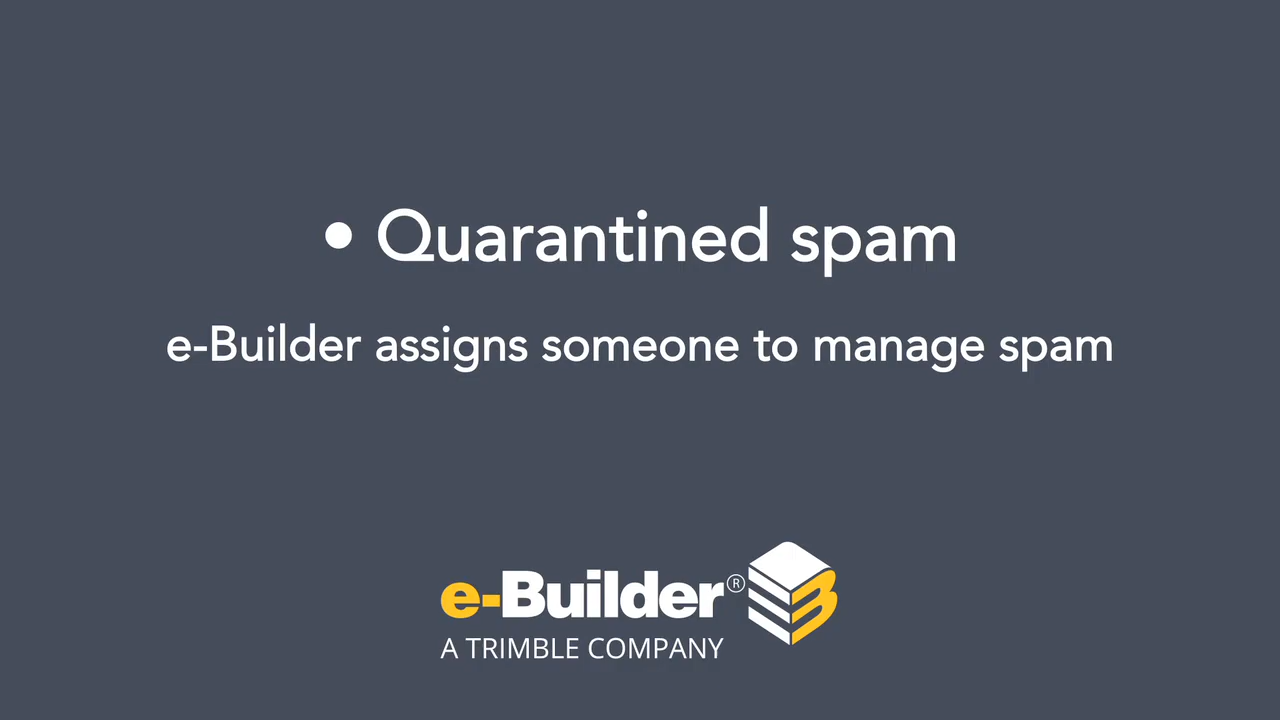 • Quarantined spam
e-Builder assigns someone to manage spam
e-Builder®
A TRIMBLE COMPANY